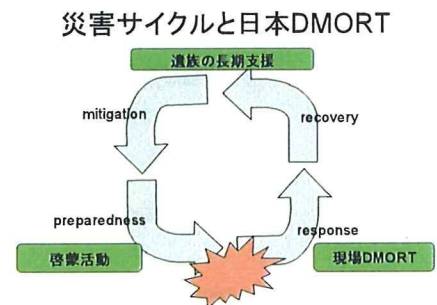 災害サイクルと日本DMORT
遺族の長期支援
mitigation
recovery
preparedness
response
啓蒙活動
現場DMORT